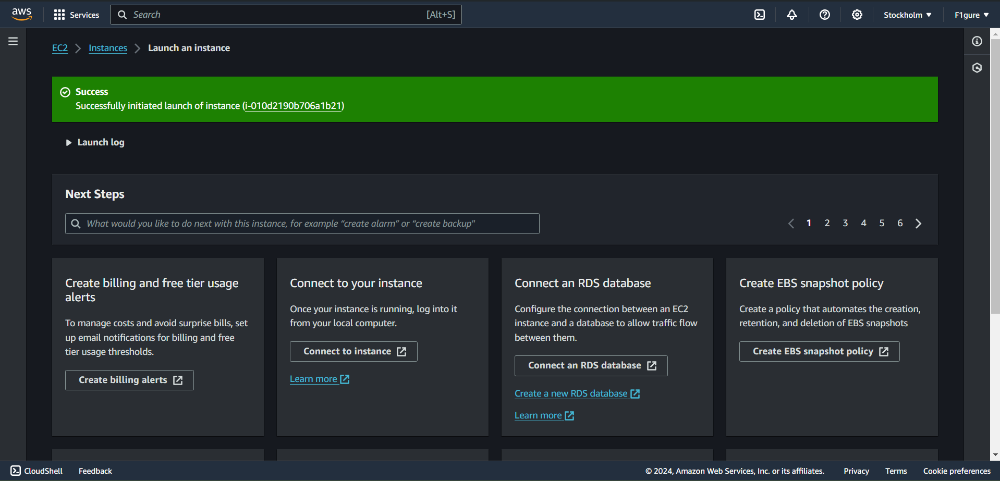 aws
Services
Search
[Alt+S]
Stockholm
F1gure
EC2
Instances
Launch an instance
Success
Successfully initiated launch of instance (i-010d2190b706a1b21)
Launch log
Next Steps
What would you like to do next with this instance, for example “create alarm” or “create backup"
1 2 3 4 5 6
Create billing and free tier usage
alerts
To manage costs and avoid surprise bills, set
up email notifications for billing and free
tier usage thresholds.
Create billing alerts
Connect to your instance
Once your instance is running, log into it
from your local computer.
Connect to instance
Learn more
Connect an RDS database
Configure the connection between an EC2
instance and a database to allow traffic flow
between them.
Connect an RDS database
Create a new RDS database
Learn more
Create EBS snapshot policy
Create a policy that automates the creation,
retention, and deletion of EBS snapshots
Create EBS snapshot policy
CloudShell
Feedback
© 2024, Amazon Web Services, Inc. or its affiliates.
Privacy
Terms
Cookie preferences